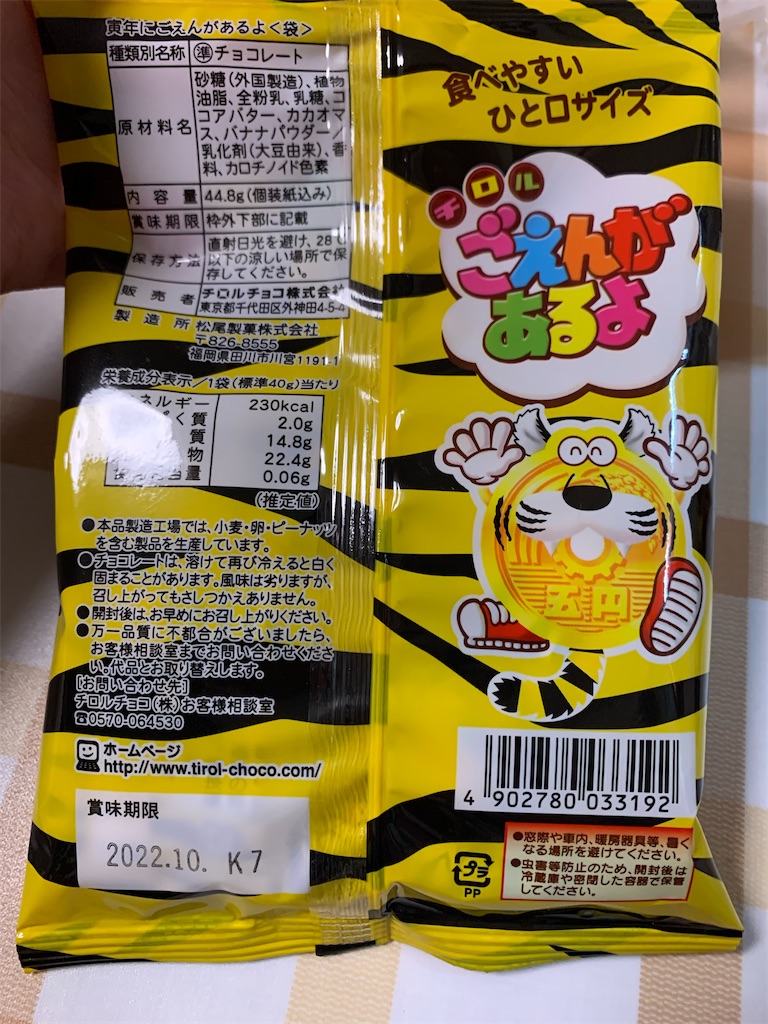 寅年にごえんがあるよ<袋>
種類別名称 準チョコレート
原材料名
砂糖(外国製造)、植物
油脂、全粉乳、乳糖、コ
コアバター、カカオマ
ス、バナナパウダー/
乳化剤(大豆由来)、香
料、カロチノイド色素
内容量 44.8g(個装紙込み)
賞味期限 枠外下部に記載
保存方法
直射日光を避け、28℃
以下の涼しい場所で保
存してください。
販売者 チロルチョコ株式会社
東京都千代田区外神田4-5-4
製造所 松尾製菓株式会社
〒826-8555
福岡県田川市川宮1191-1
栄養成分表示/1袋(標準40g)当たり
ネルギー 230kcal
く質 2.0g
質 14.8g
物 22.4g
当量 0.06g
(推定値)
●本品製造工場では、小麦・卵・ピーナッツ
を含む製品を生産しています。
●チョコレートは、溶けて再び冷えると白く
固まることがあります。風味は劣りますが、
召し上がってもさしつかえありません。
●開封後は、お早めにお召し上がりください。
●万一品質に不都合がございましたら、
お客様相談室までお問い合わせくださ
い。代品とお取り替えします。
[お問い合わせ先]
チロルチョコ(株)お客様相談室
☎0570-064530
ホームページ
http://www.tirol-choco.com/
賞味期限
2022.10. K7
食べやすい
ひと口サイズ
チロル
ごえんが
あるよ
五円
4 902780 033192
プラ
PP
●窓際や車内、暖房器具等、暑く
なる場所を避けてください。
●虫害等防止のため、開封後は
冷蔵庫や密閉した容器で保管
してください。